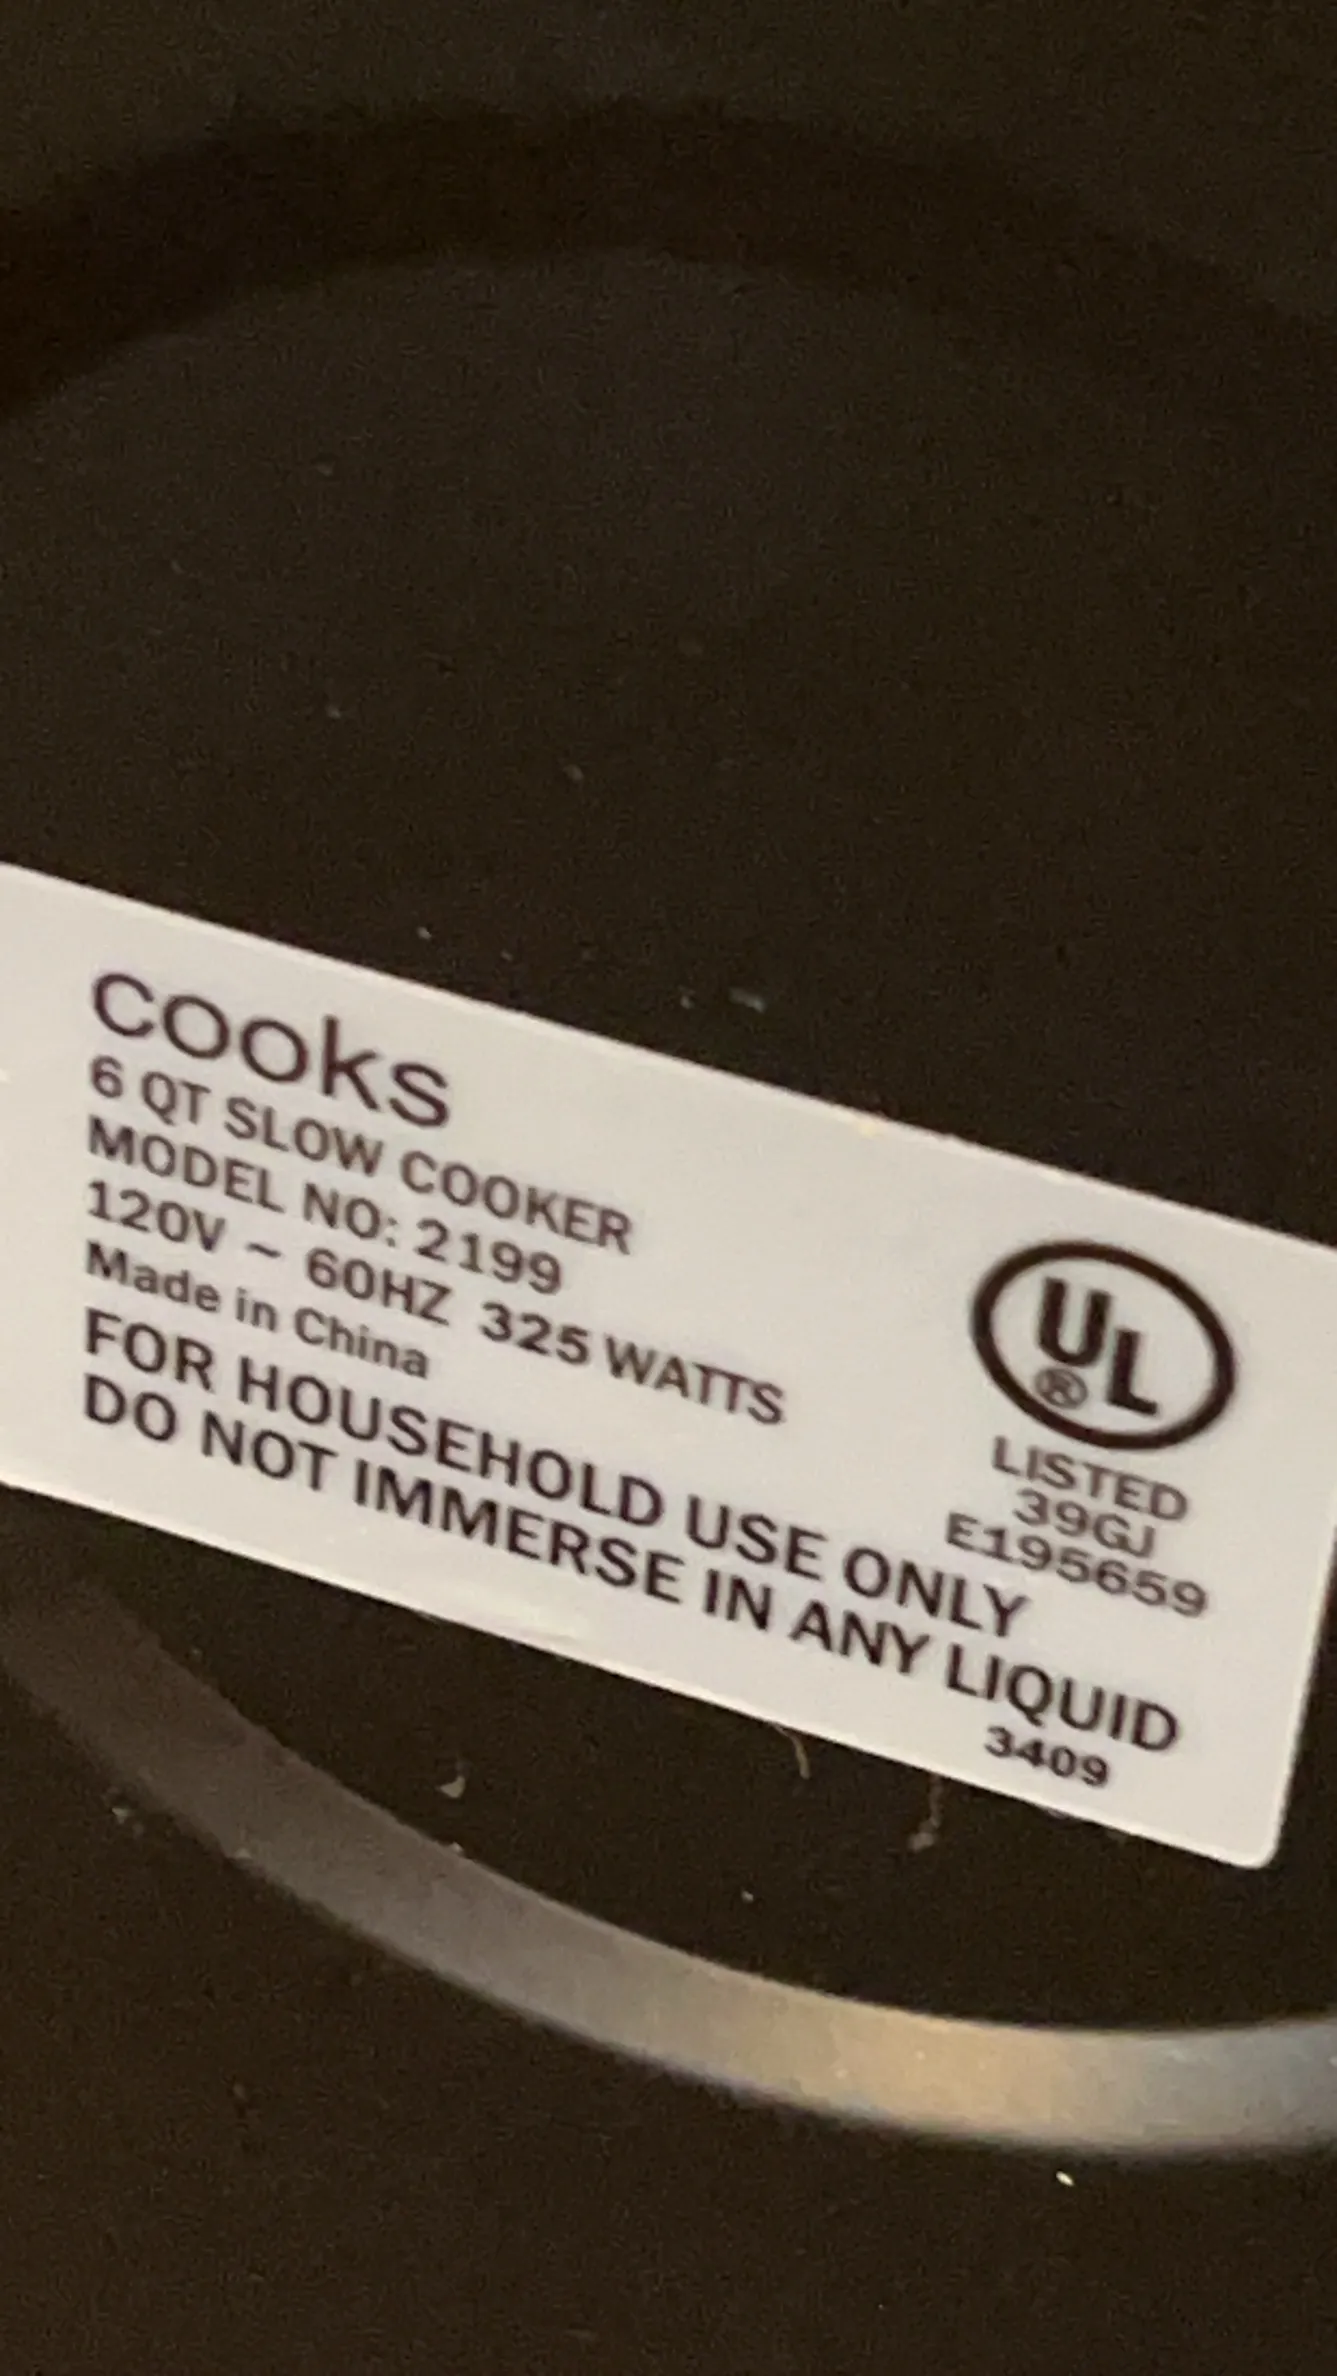 cooks
6 QT SLOW COOKER
MODEL NO: 2199
120V ~ 60HZ 325 WATTS
Made in China
FOR HOUSEHOLD USE ONLY
DO NOT IMMERSE IN ANY LIQUID
UL
®
LISTED
39GJ
E195659
3409